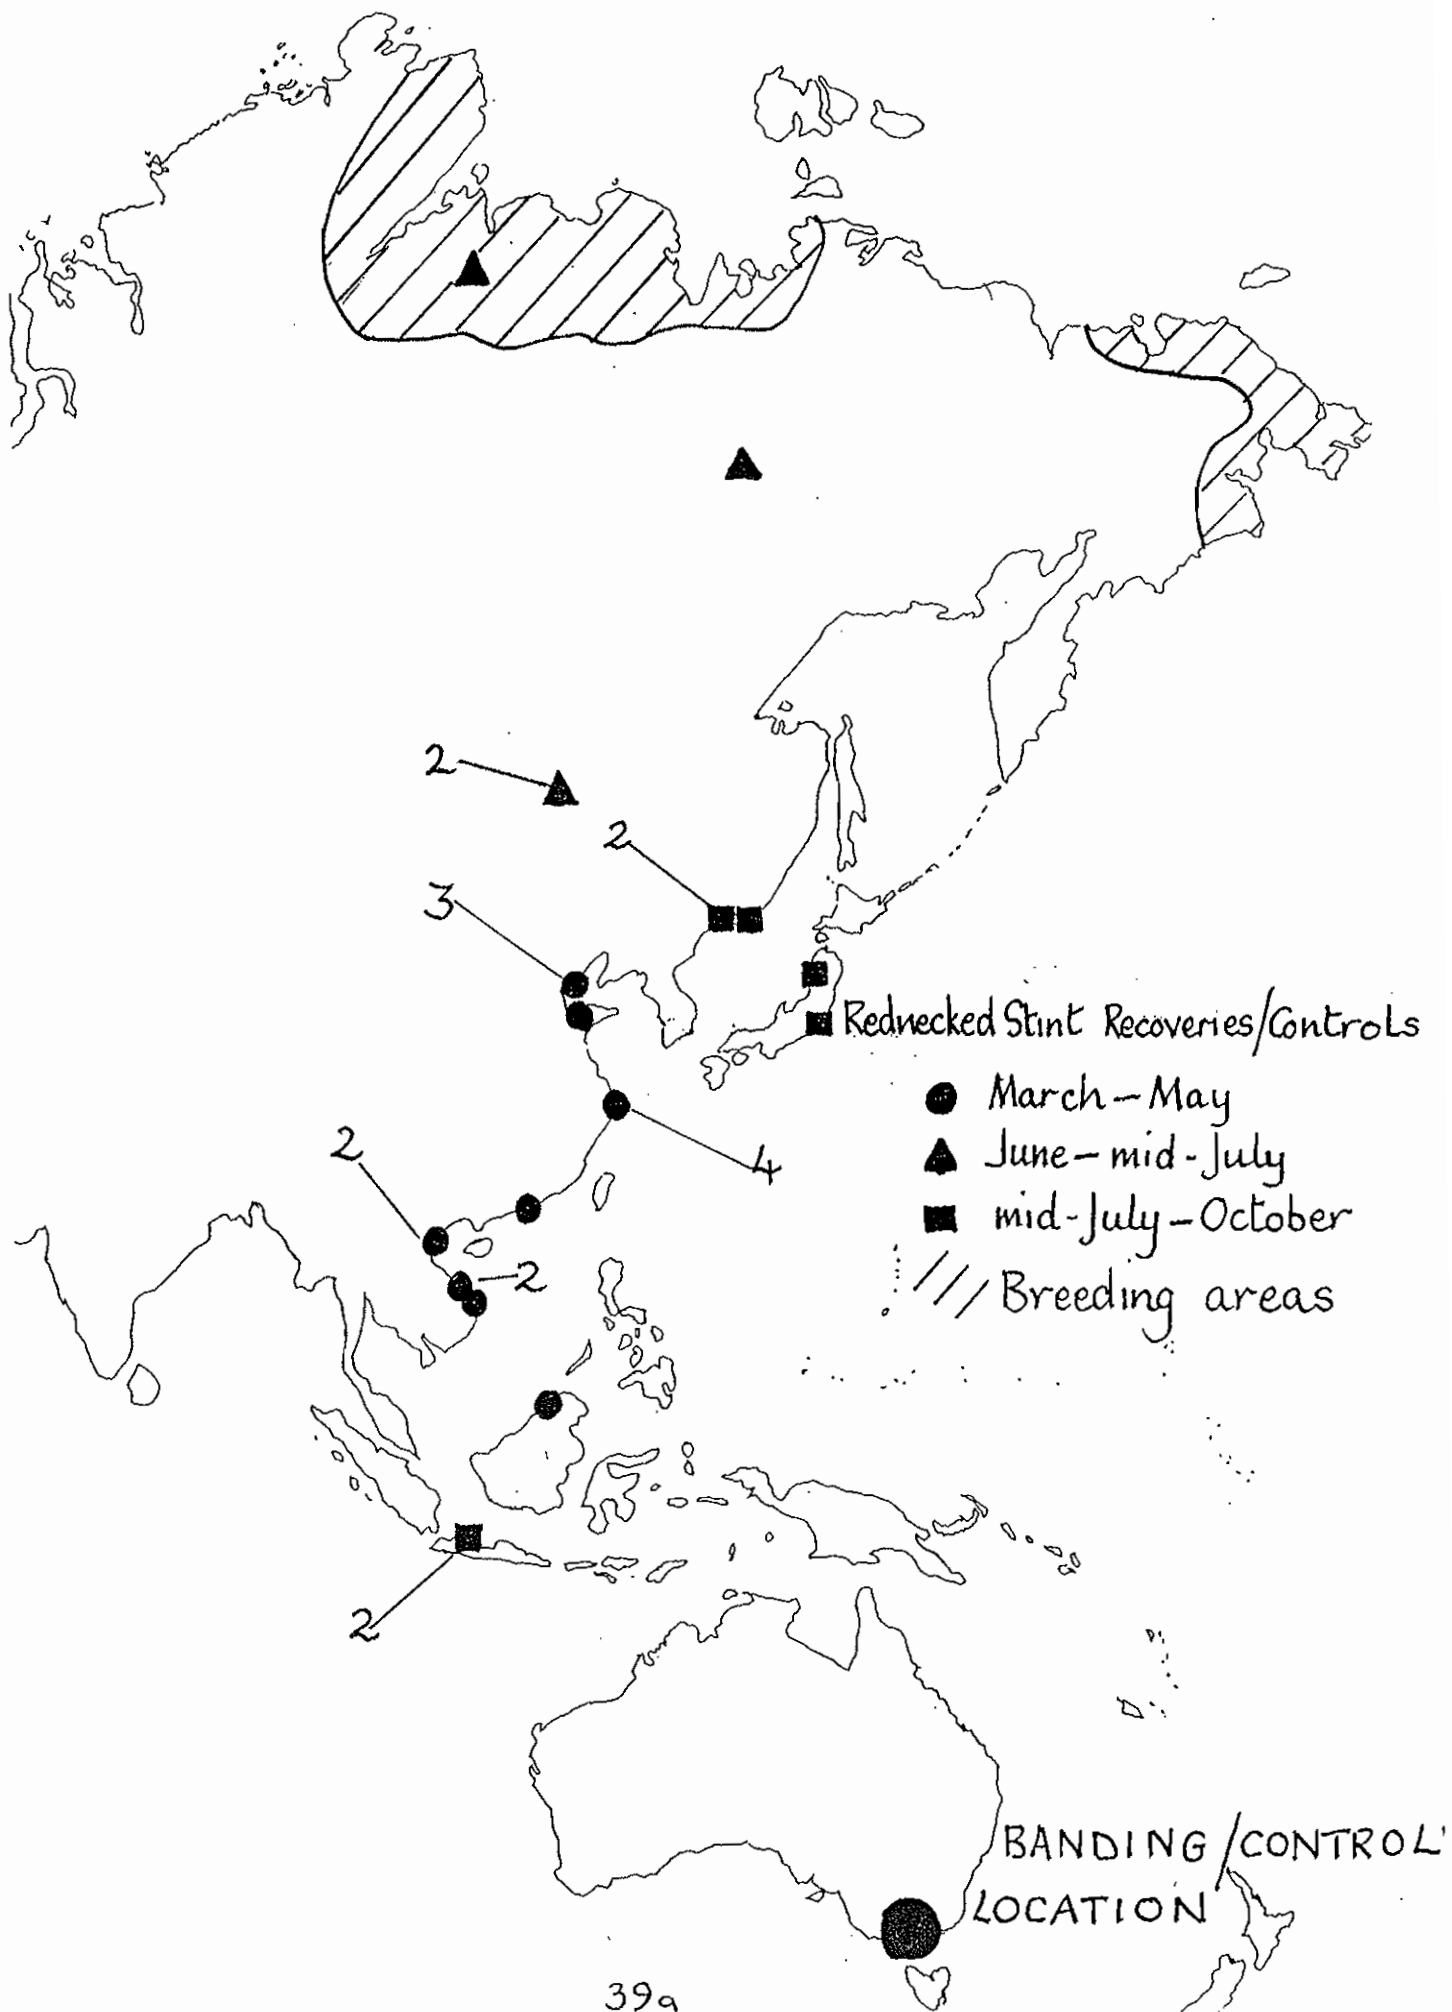 2
2
3
Rednecked Stint Recoveries/Controls
March – May
4
June – mid-July
2
mid-July – October
2
Breeding areas
2
BANDING/CONTROL
LOCATION
39a